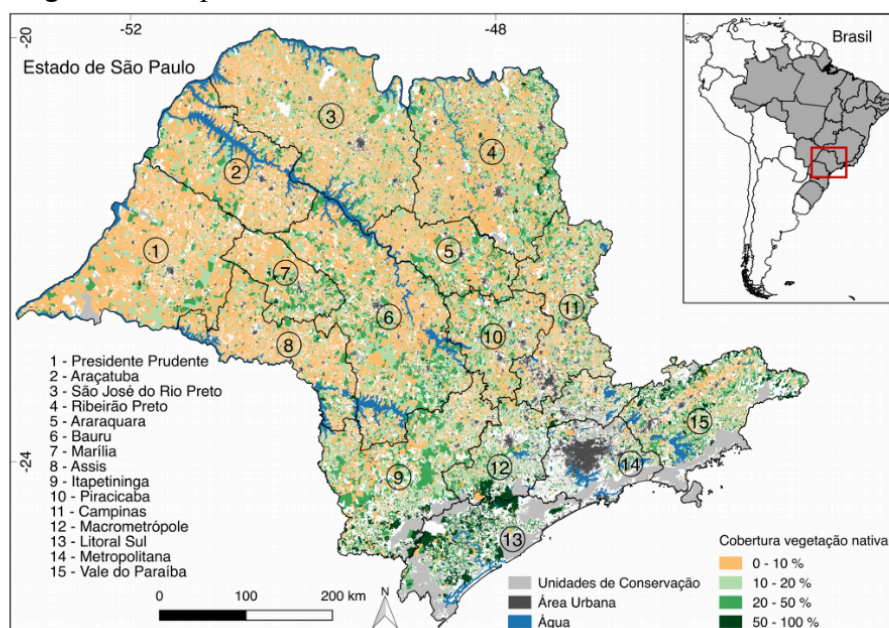 -52
-48
-20
Estado de São Paulo
Brasil
3
4
2
1
5
7
6
11
10
8
1 - Presidente Prudente
2 - Araçatuba
3 - São José do Rio Preto
4 - Ribeirão Preto
5 - Araraquara
6 - Bauru
7 - Marília
8 - Assis
9 - Itapetininga
10 - Piracicaba
11 - Campinas
12 - Macrometrópole
13 - Litoral Sul
14 - Metropolitana
15 - Vale do Paraíba
-24
15
14
12
9
13
Cobertura vegetação nativa
0 - 10 %
10 - 20 %
20 - 50 %
50 - 100 %
Unidades de Conservação
Área Urbana
Água
N
0
100
200 km